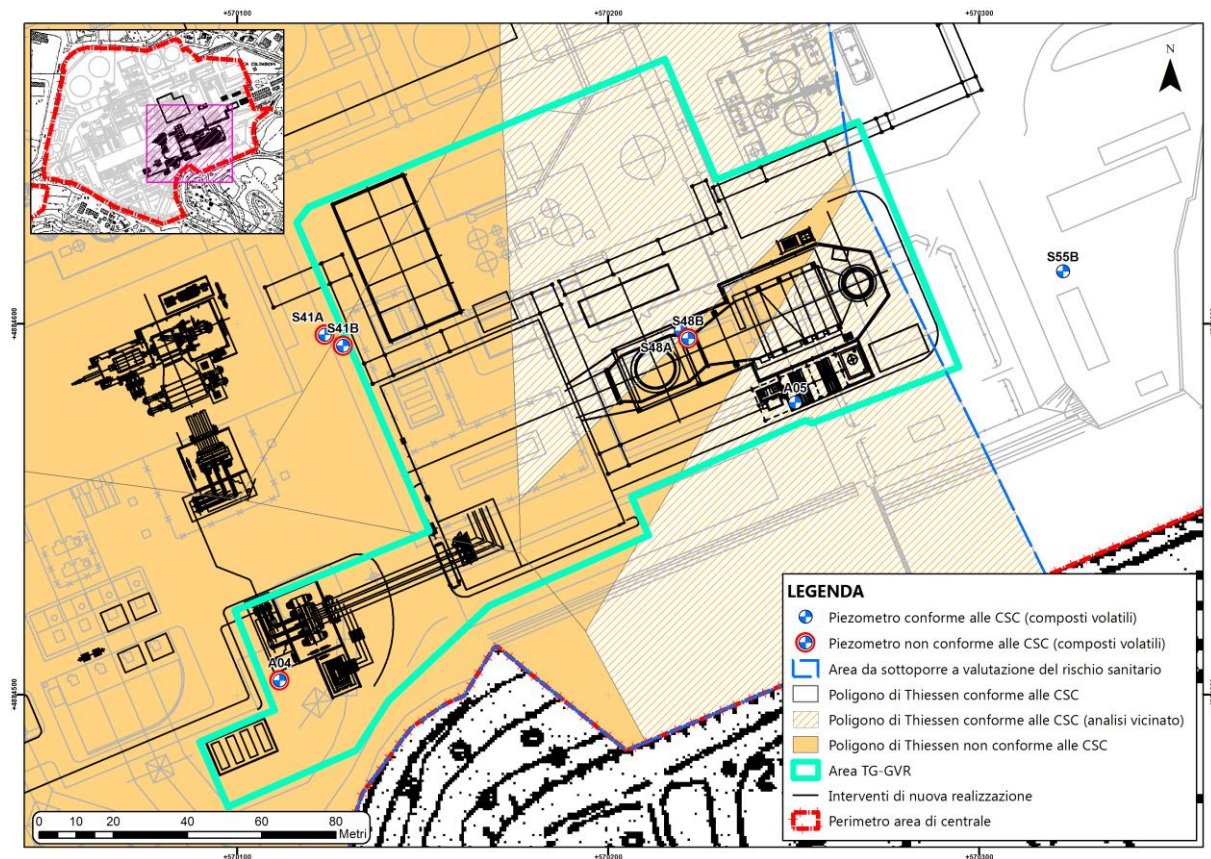 +570100
+570200
+570300
N
+4884600
S41A
S41B
S48B
S48A
A05
S55B
A04
+4884500
LEGENDA
Piezometro conforme alle CSC (composti volatili)
Piezometro non conforme alle CSC (composti volatili)
Area da sottoporre a valutazione del rischio sanitario
Poligono di Thiessen conforme alle CSC
Poligono di Thiessen conforme alle CSC (analisi vicinato)
Poligono di Thiessen non conforme alle CSC
Area TG-GVR
Interventi di nuova realizzazione
Perimetro area di centrale
0 20 40 60 80
Metri
+570100
+570200
+570300